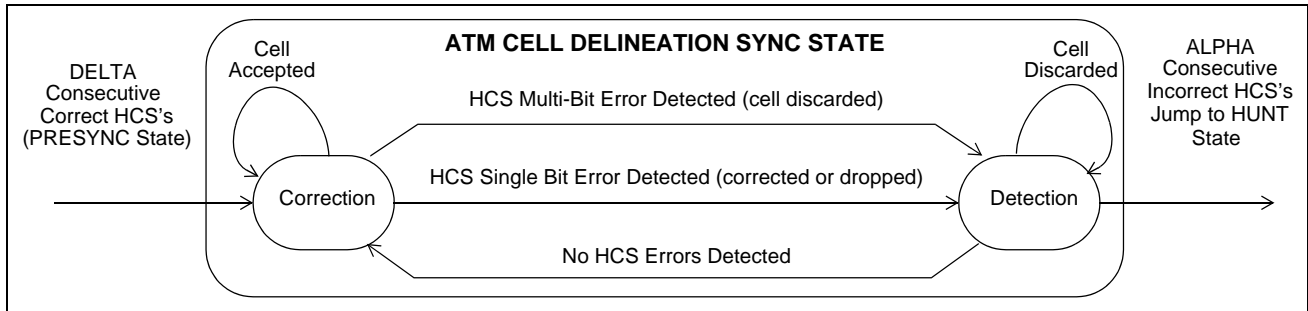 ATM CELL DELINEATION SYNC STATE
DELTA
Consecutive
Correct HCS's
(PRESYNC State)
Cell
Accepted
HCS Multi-Bit Error Detected (cell discarded)
Cell
Discarded
ALPHA
Consecutive
Incorrect HCS's
Jump to HUNT
State
Correction
HCS Single Bit Error Detected (corrected or dropped)
Detection
No HCS Errors Detected